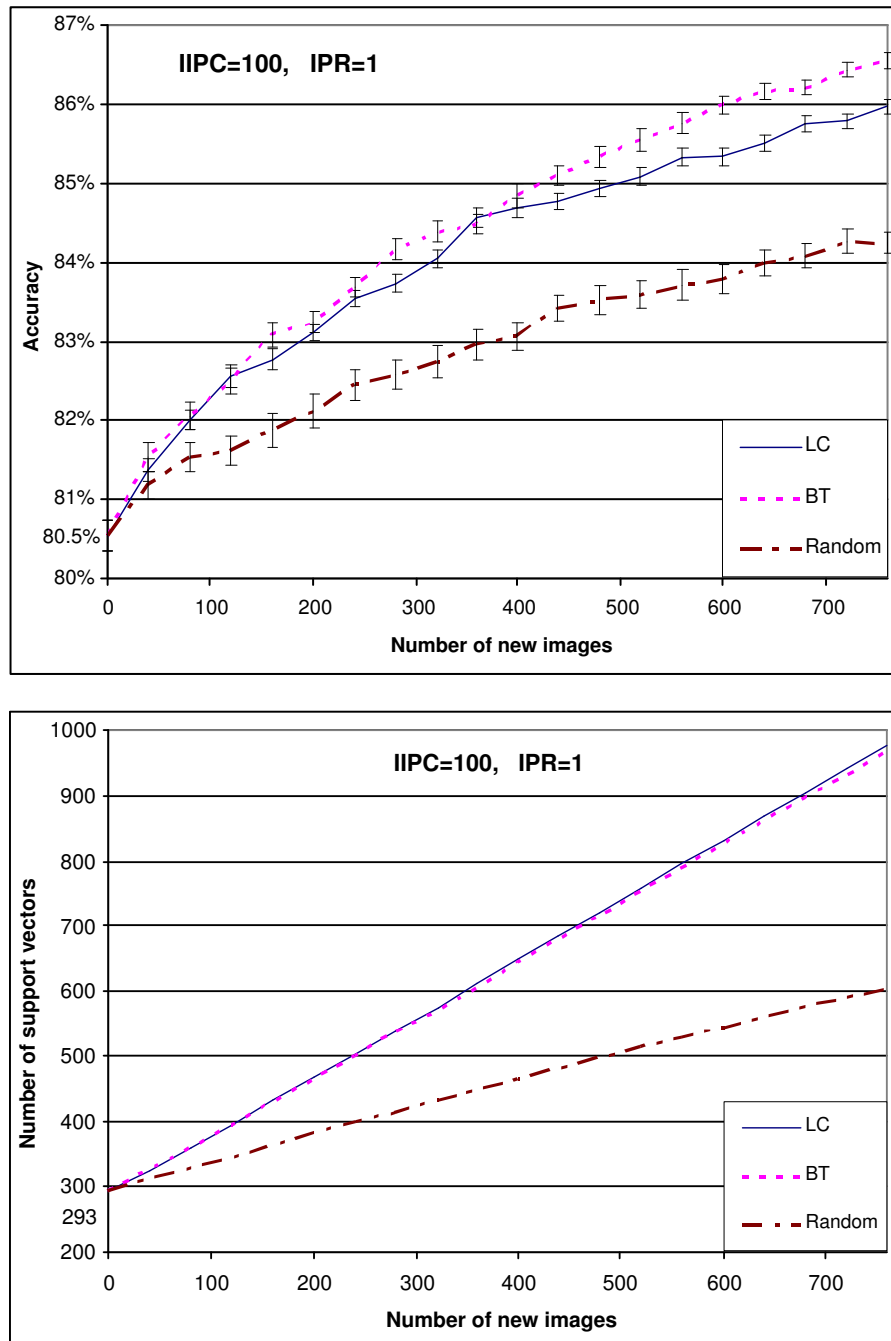 IIPC=100, IPR=1
Accuracy
87%
86%
85%
84%
83%
82%
81%
80.5%
80%
LC
BT
Random
0 100 200 300 400 500 600 700
Number of new images
IIPC=100, IPR=1
Number of support vectors
1000
900
800
700
600
500
400
300
293
200
LC
BT
Random
0 100 200 300 400 500 600 700
Number of new images